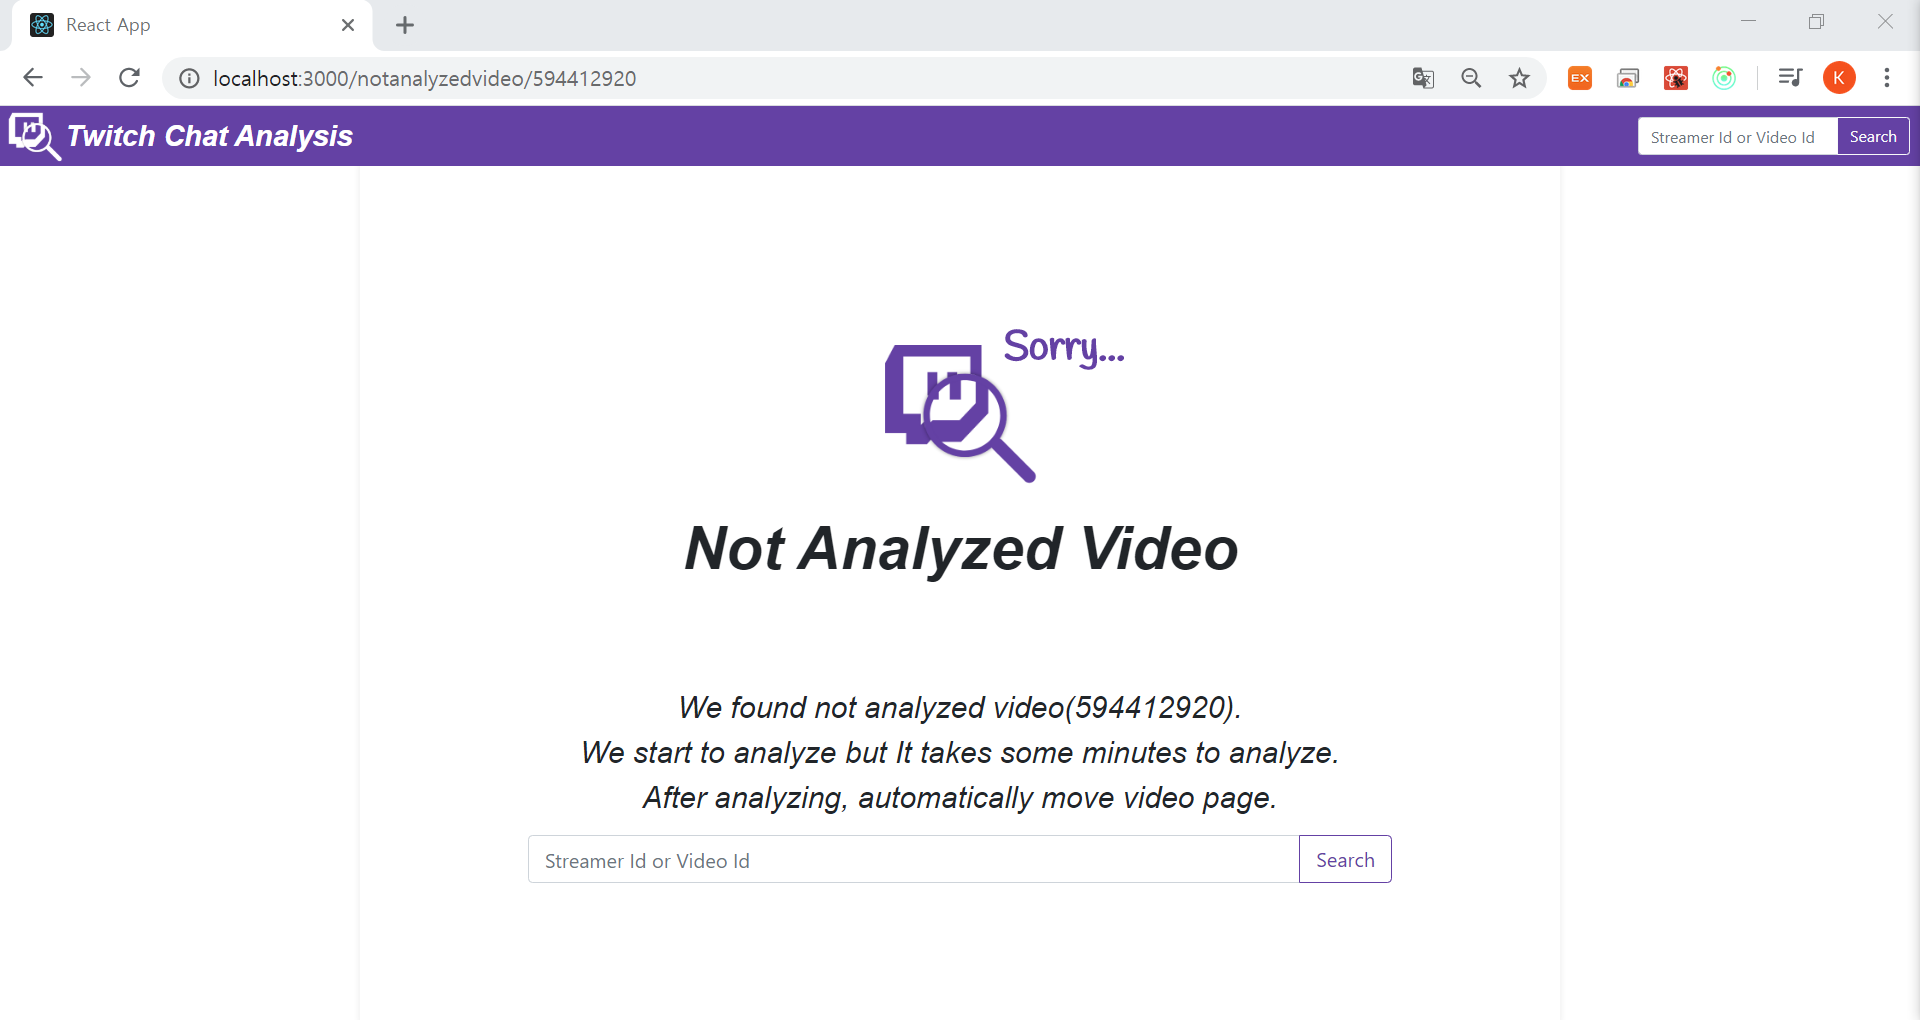 React App
localhost:3000/notanalyzedvideo/594412920
EX
K
Twitch Chat Analysis
Streamer Id or Video Id
Search
Sorry...
Not Analyzed Video
We found not analyzed video(594412920).
We start to analyze but It takes some minutes to analyze.
After analyzing, automatically move video page.
Streamer Id or Video Id
Search